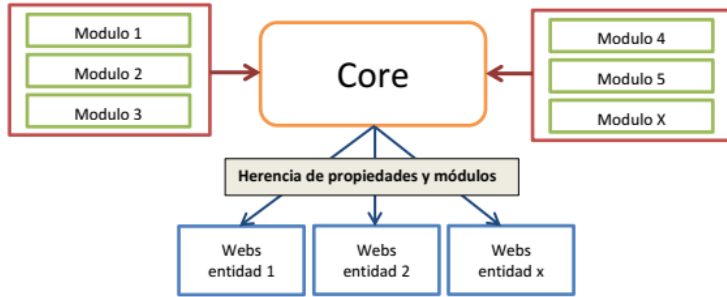 Modulo 1
Modulo 2
Modulo 3
Core
Modulo 4
Modulo 5
Modulo X
Herencia de propiedades y módulos
Webs
entidad 1
Webs
entidad 2
Webs
entidad x